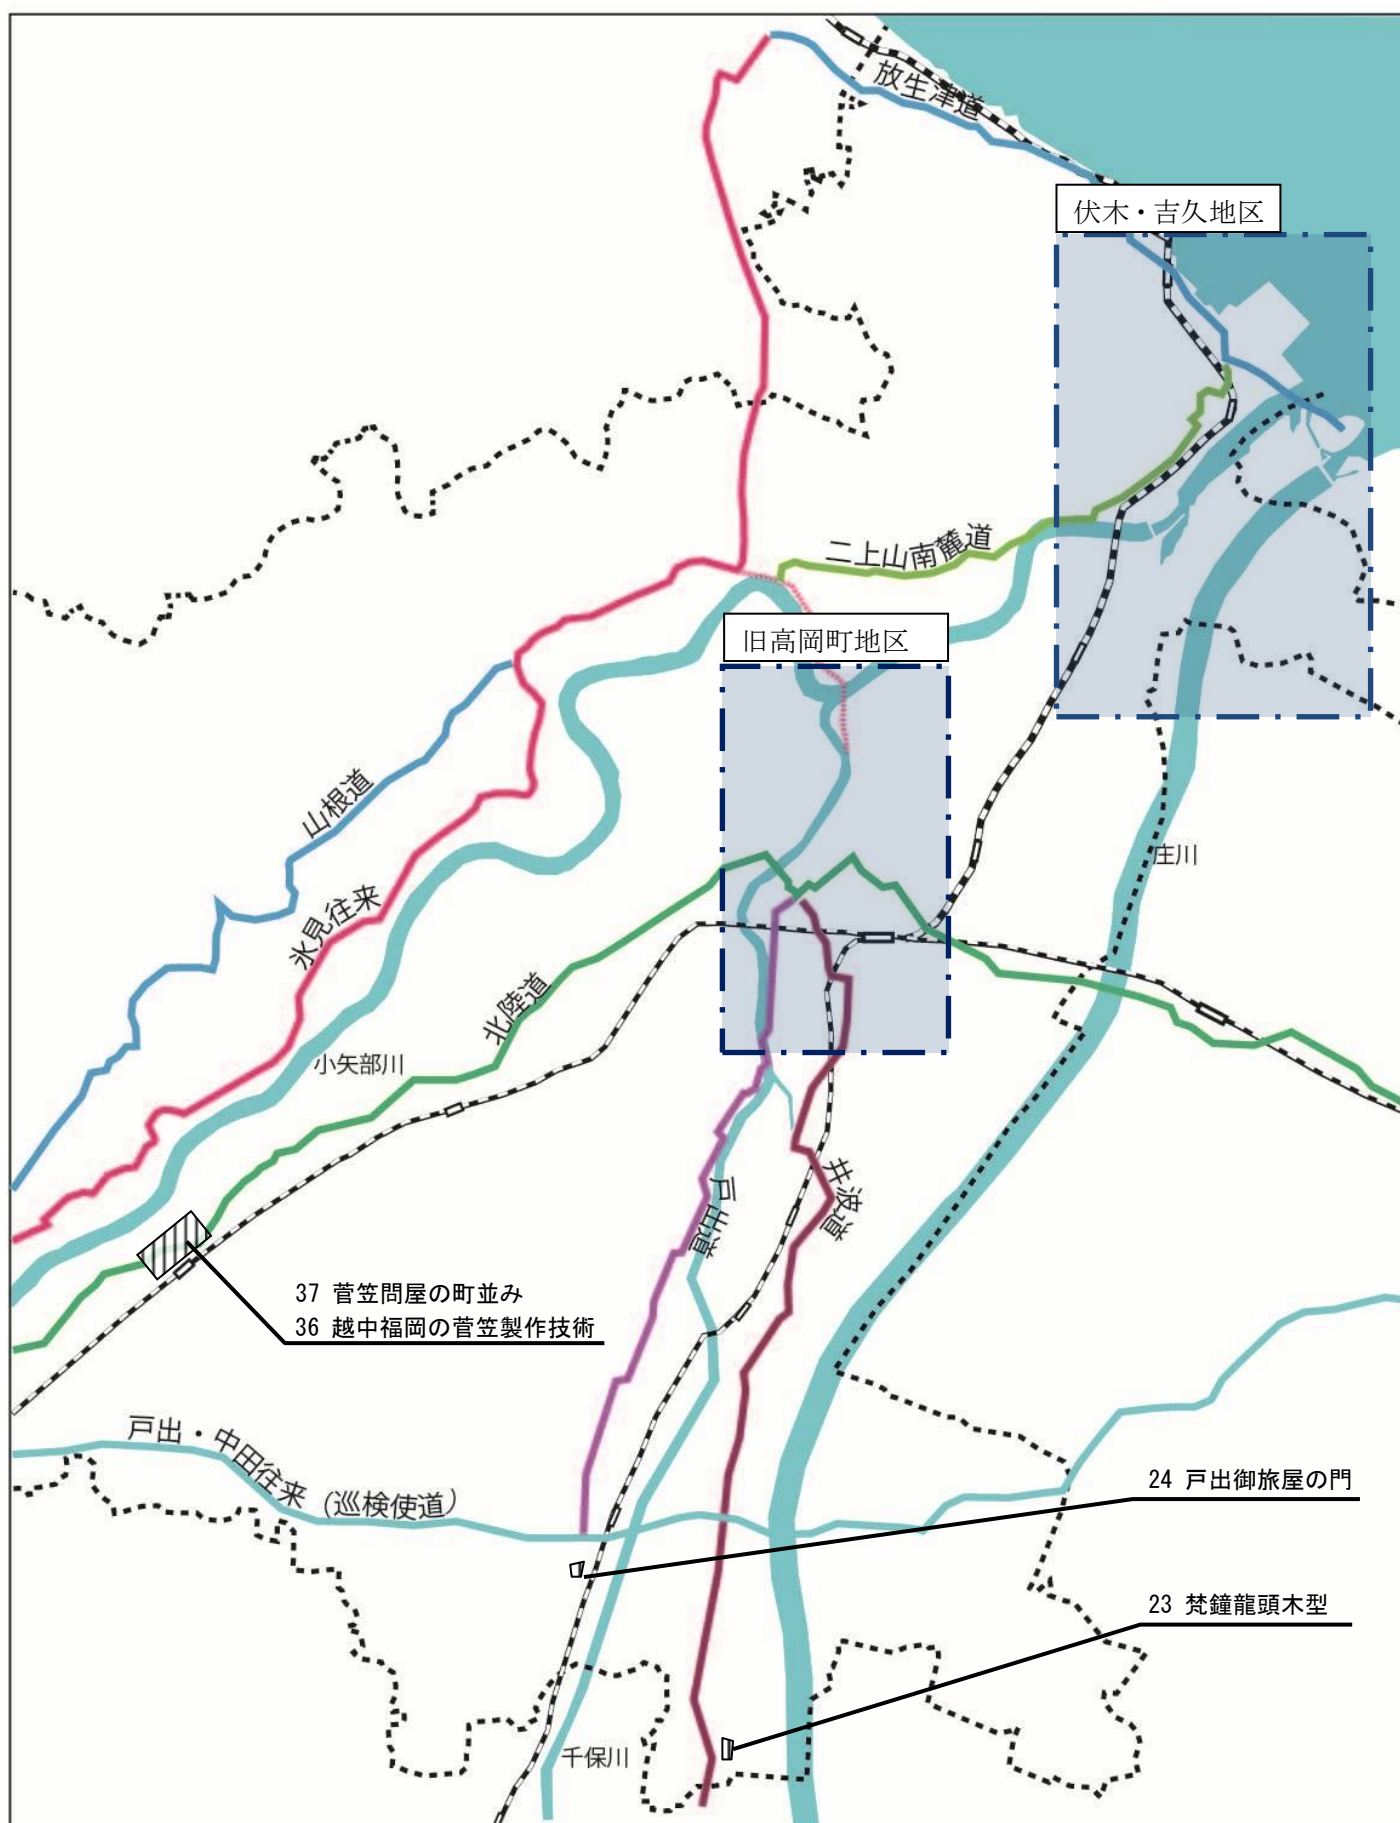 放生津道
伏木・吉久地区
二上山南麓道
旧高岡町地区
山根道
庄川
氷見往来
北陸道
小矢部川
井波道
戸出道
37 菅笠問屋の町並み
36 越中福岡の菅笠製作技術
戸出・中田往来（巡検使道）
24 戸出御旅屋の門
23 梵鐘龍頭木型
千保川